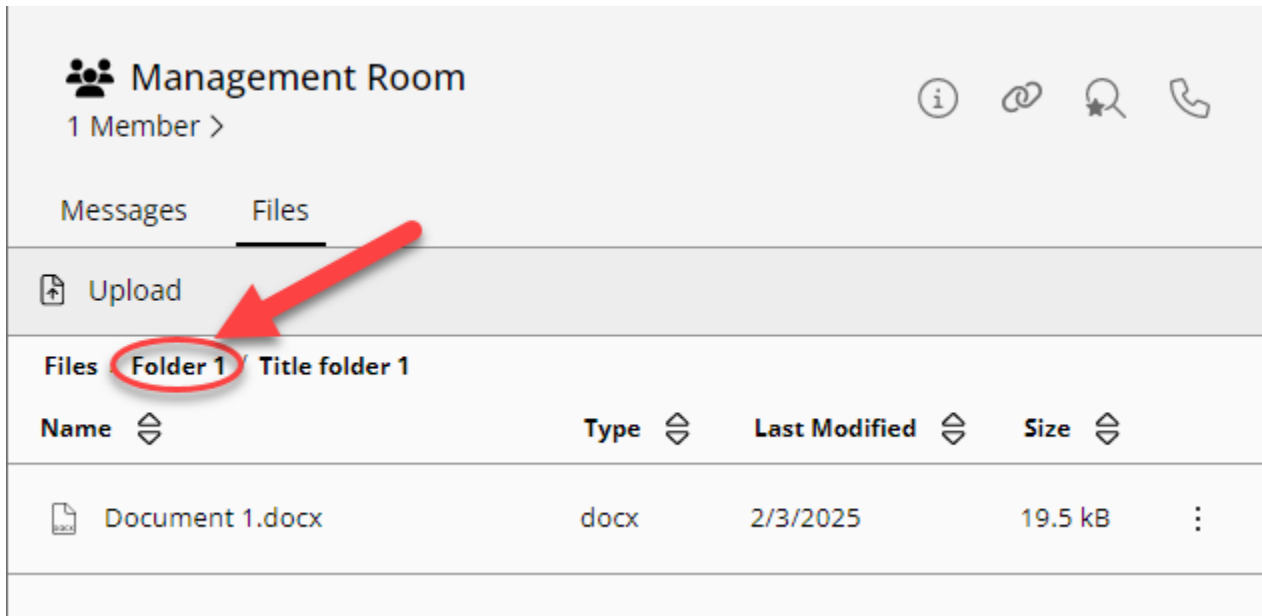 Management Room
1 Member >
Messages Files
Upload
Files / Folder 1 / Title folder 1
Name Type Last Modified Size
Document 1.docx docx 2/3/2025 19.5 kB